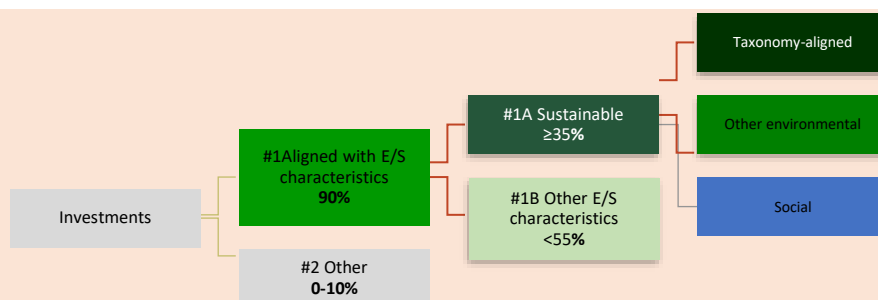 Investments
#1Aligned with E/S
characteristics
90%
#2 Other
0-10%
#1A Sustainable
≥35%
#1B Other E/S
characteristics
<55%
Taxonomy-aligned
Other environmental
Social